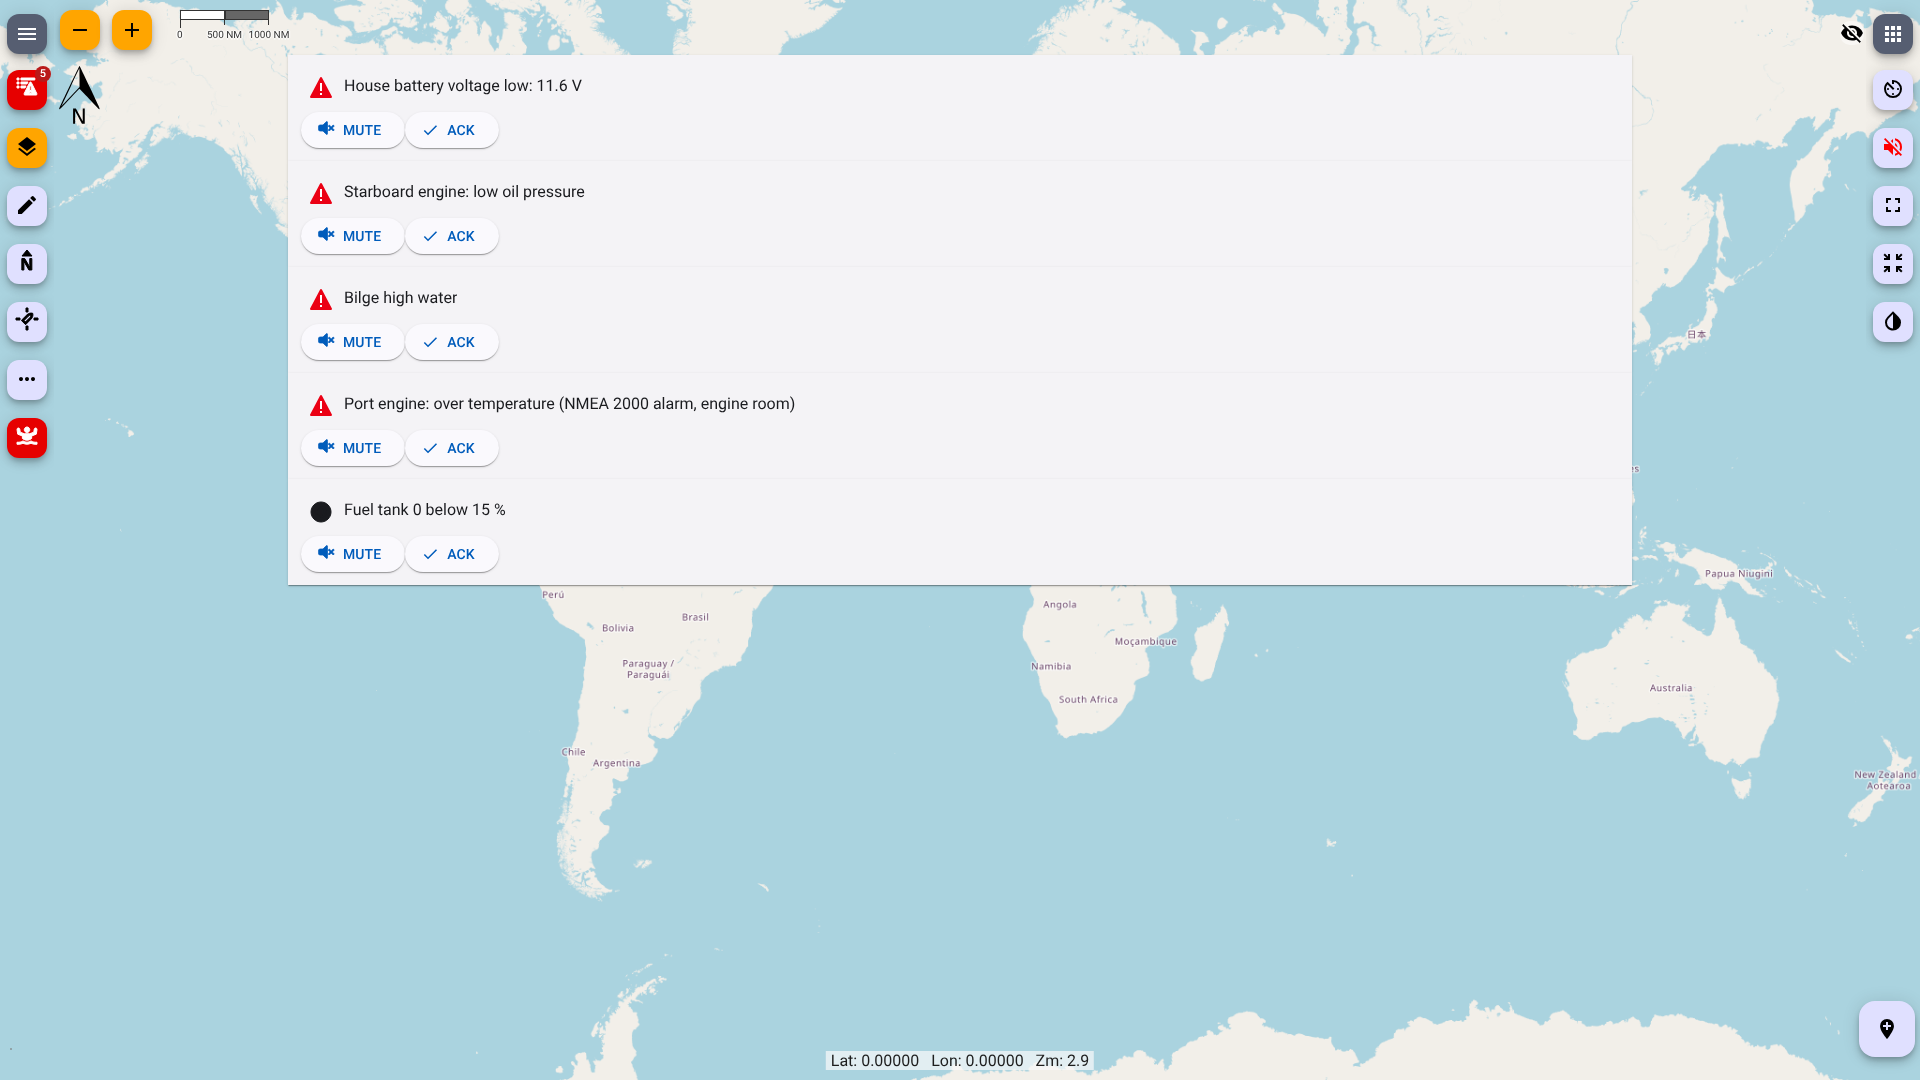 0 500 NM 1000 NM
5
N
House battery voltage low: 11.6 V
MUTE ACK
Starboard engine: low oil pressure
MUTE ACK
Bilge high water
MUTE ACK
Port engine: over temperature (NMEA 2000 alarm, engine room)
MUTE ACK
Fuel tank 0 below 15 %
MUTE ACK
N
日本
es
Papua Niugini
Perú
Angola
Brasil
Bolivia
Moçambique
Paraguay /
Paraguái
Namibia
Australia
South Africa
Chile
Argentina
New Zealand
Aotearoa
Lat: 0.00000 Lon: 0.00000 Zm: 2.9